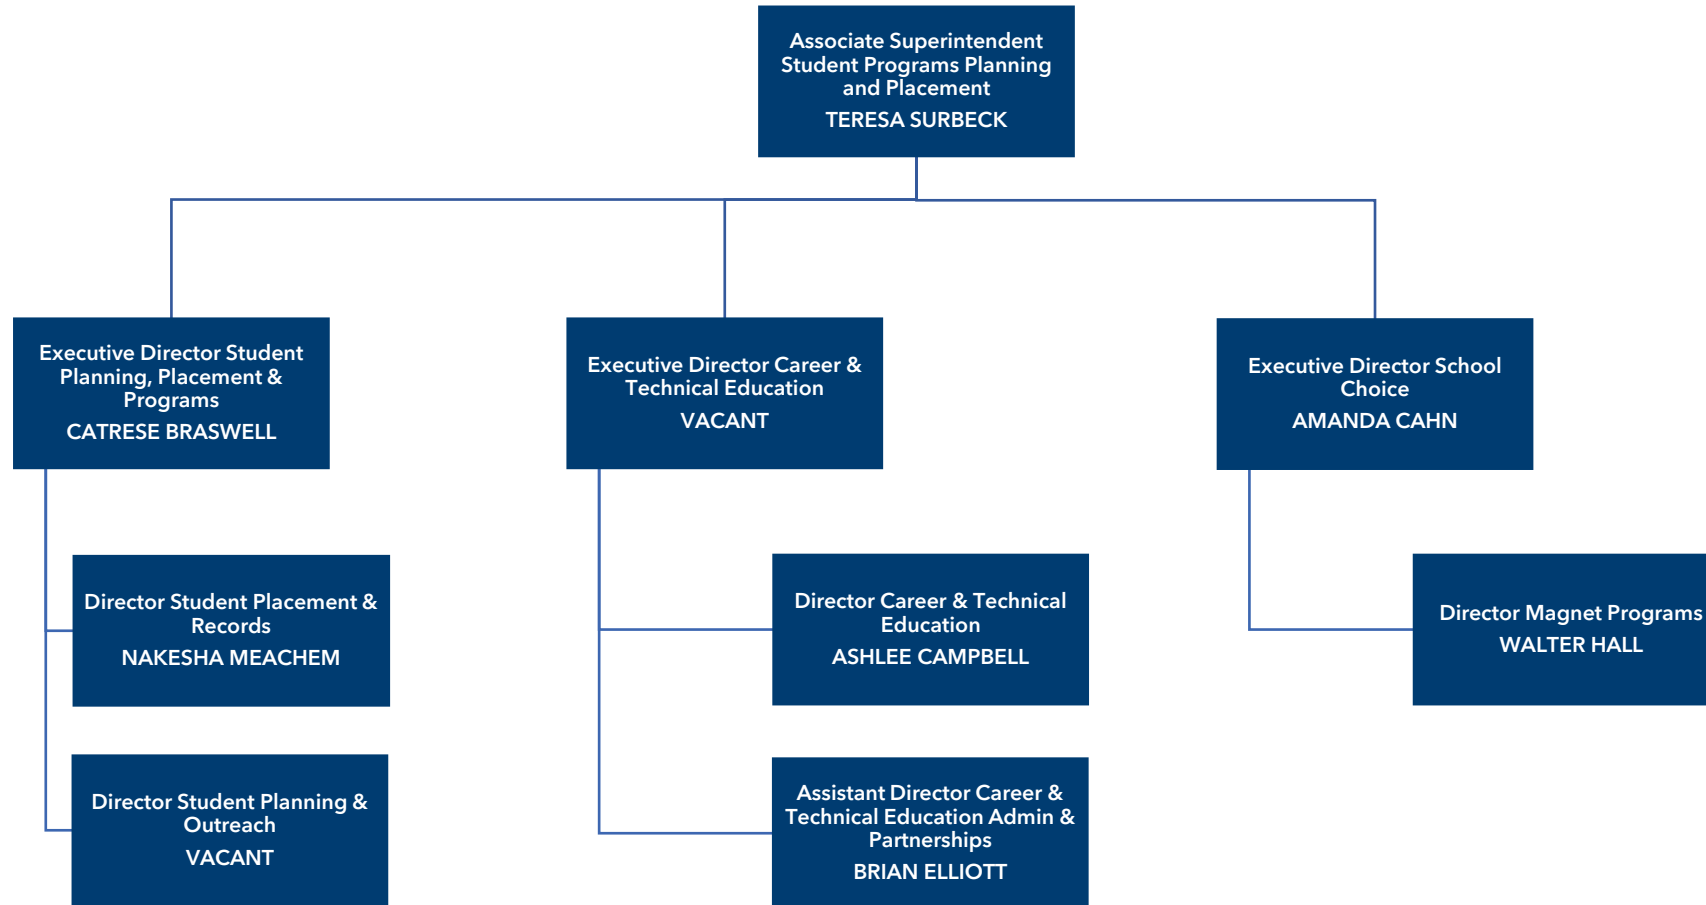 Associate Superintendent
Student Programs Planning
and Placement
TERESA SURBECK
Executive Director Student
Planning, Placement &
Programs
CATRESE BRASWELL
Executive Director Career &
Technical Education
VACANT
Executive Director School
Choice
AMANDA CAHN
Director Student Placement &
Records
NAKESHA MEACHEM
Director Career & Technical
Education
ASHLEE CAMPBELL
Director Magnet Programs
WALTER HALL
Director Student Planning &
Outreach
VACANT
Assistant Director Career &
Technical Education Admin &
Partnerships
BRIAN ELLIOTT